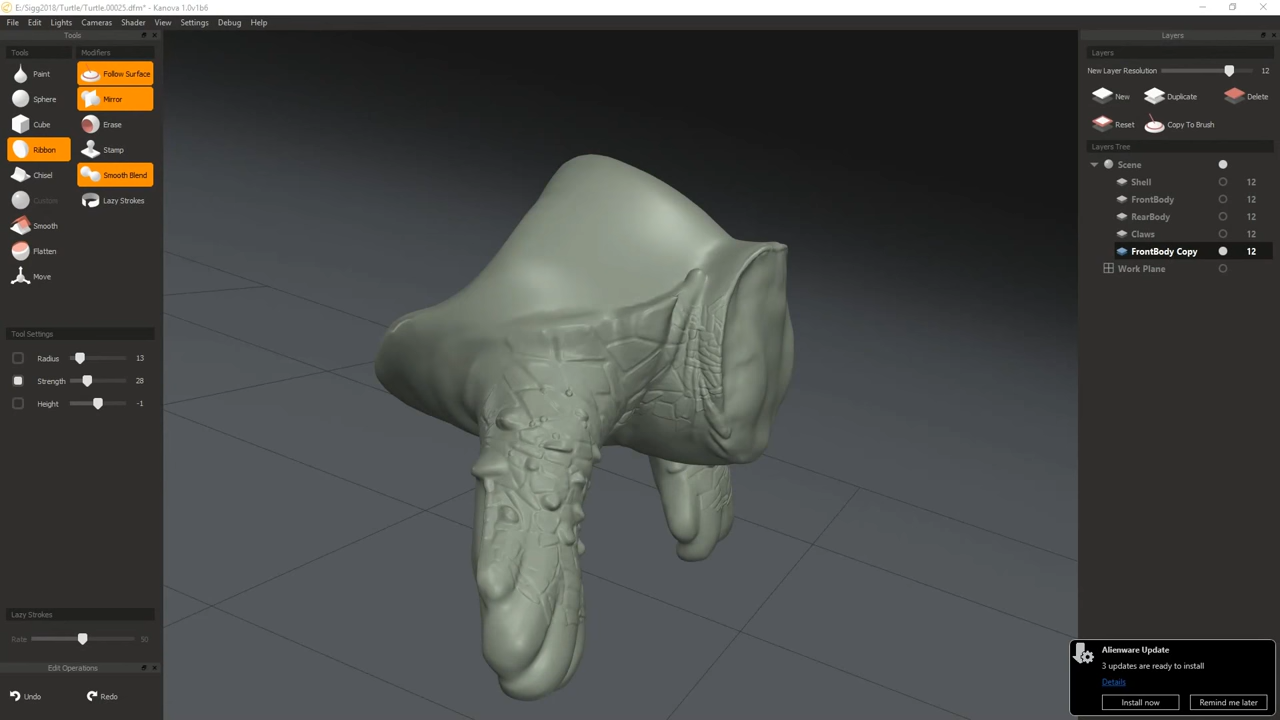 E:/Sigg2018/Turtle/Turtle.00025.dfm* - Kanova 1.0v1b6
File Edit Lights Cameras Shader View Settings Debug Help
Tools
Tools Modifiers
Paint Follow Surface
Sphere Mirror
Cube Erase
Ribbon Stamp
Chisel Smooth Blend
Custom Lazy Strokes
Smooth
Flatten
Move
Tool Settings
Radius 13
Strength 28
Height -1
Lazy Strokes
Rate 50
Edit Operations
Undo Redo
Layers
Layers
New Layer Resolution 12
New Duplicate Delete
Reset Copy To Brush
Layers Tree
Scene
Shell 12
FrontBody 12
RearBody 12
Claws 12
FrontBody Copy 12
Work Plane
Alienware Update
3 updates are ready to install
Details
Install now Remind me later